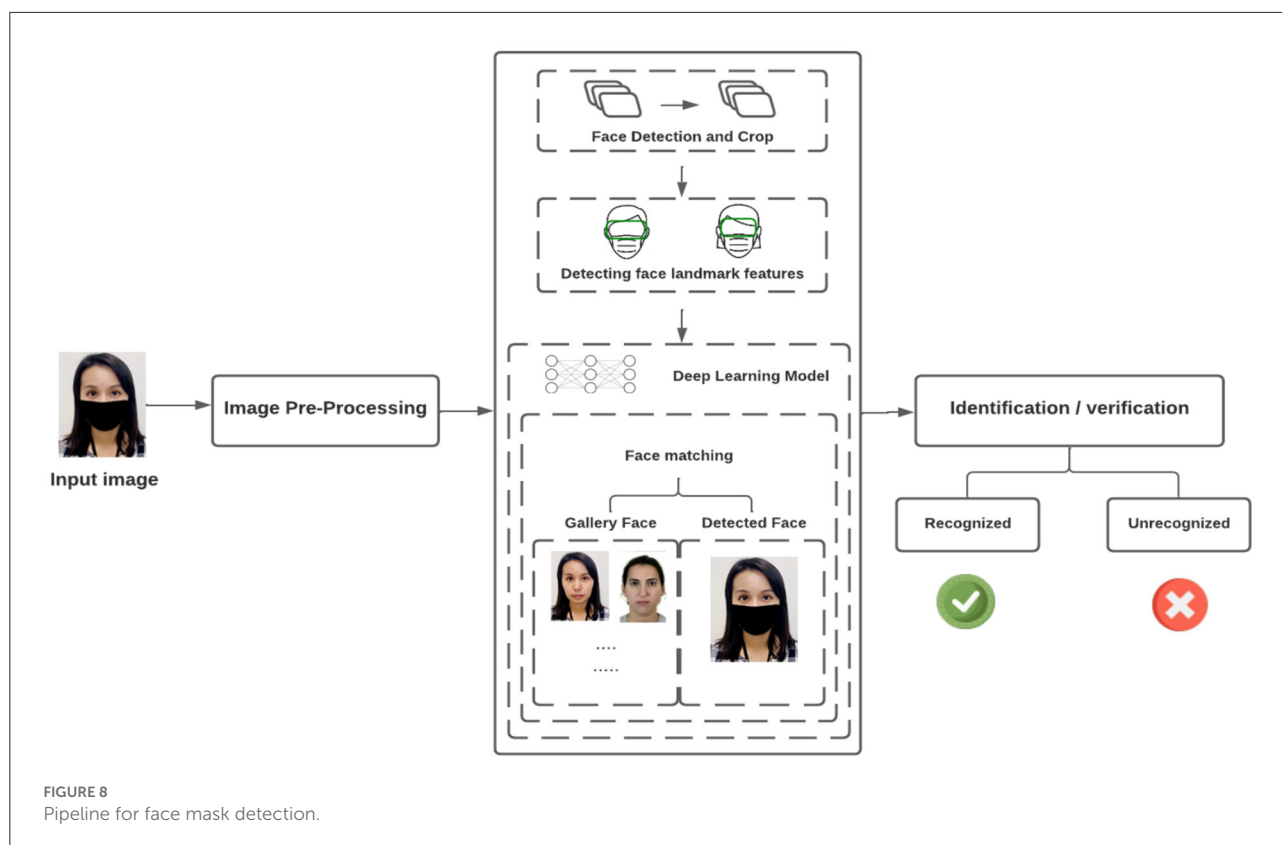 Face Detection and Crop
Detecting face landmark features
Deep Learning Model
Face matching
Gallery Face
Detected Face
....
.....
Input image
Image Pre-Processing
Identification / verification
Recognized
Unrecognized
FIGURE 8
Pipeline for face mask detection.